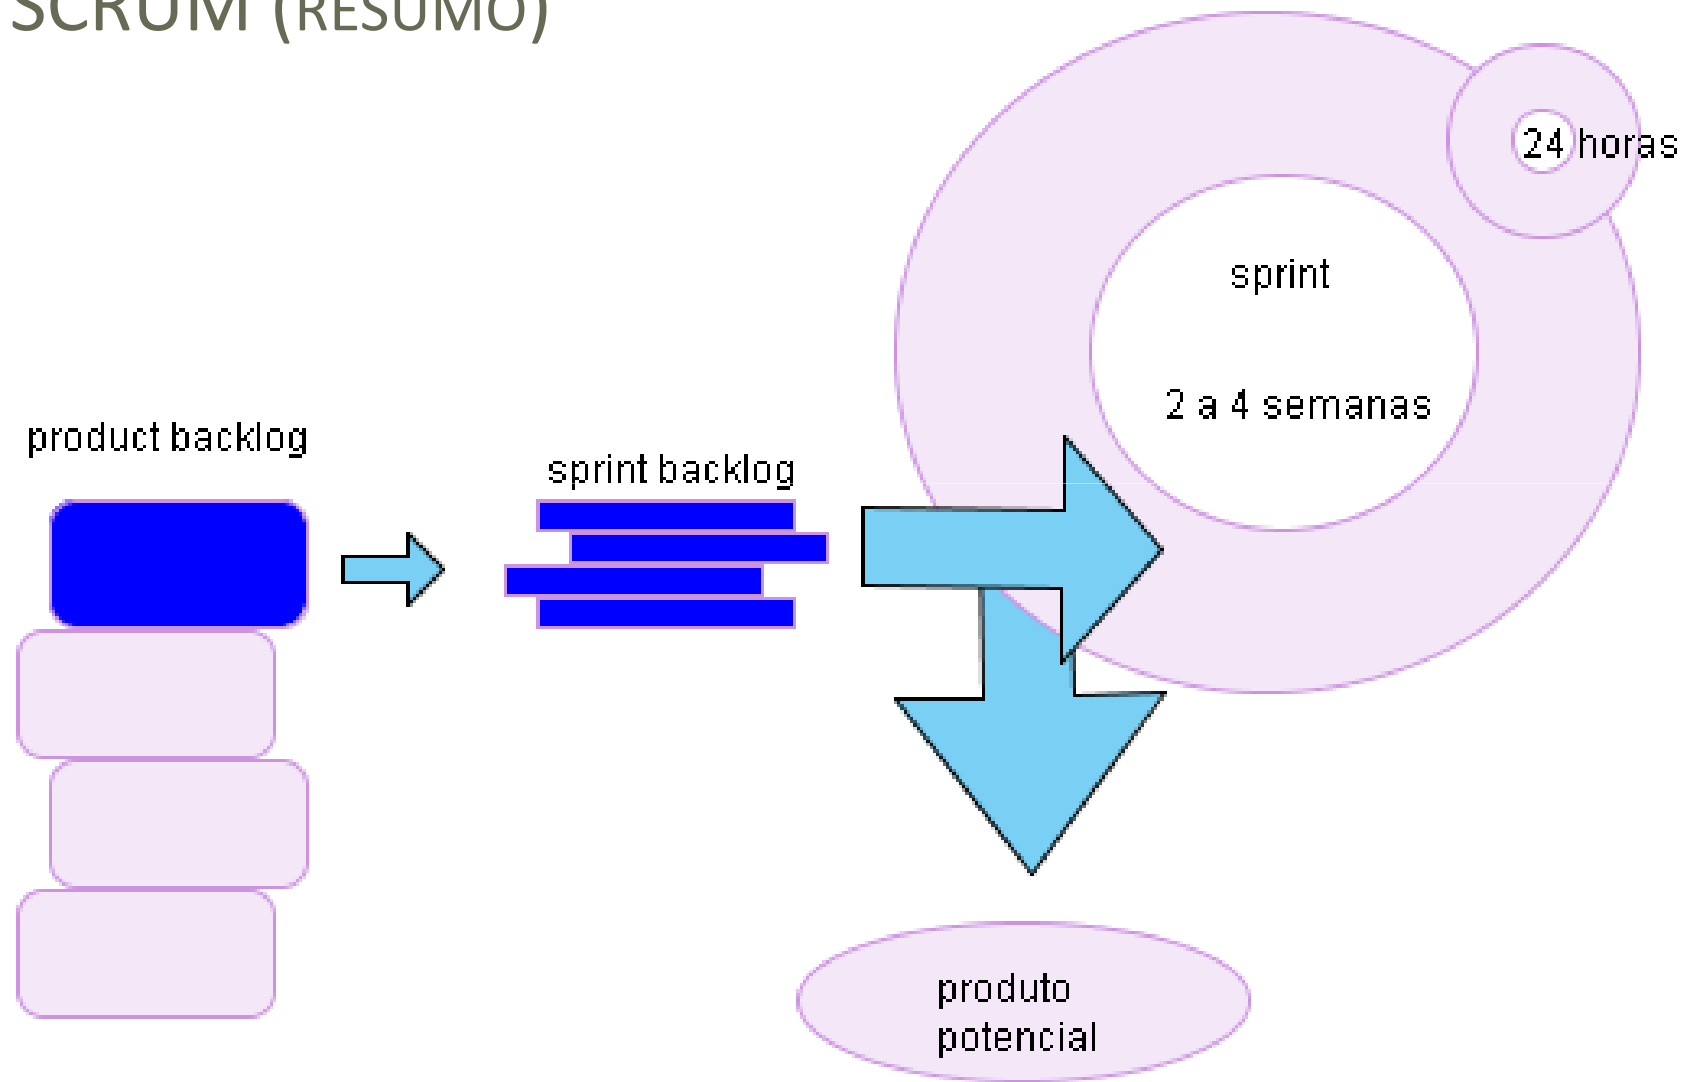 SCRUM (RESUMO)
24 horas
sprint
2 a 4 semanas
product backlog
sprint backlog
produto
potencial